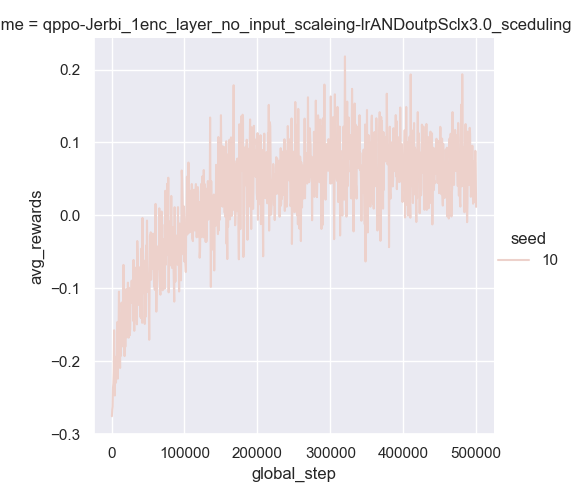 me = qppo-Jerbi_1enc_layer_no_input_scaleing-lrANDoutpSclx3.0_sceduling
0.2
0.1
0.0
−0.1
−0.2
−0.3
avg_rewards
0 100000 200000 300000 400000 500000
global_step
seed
10